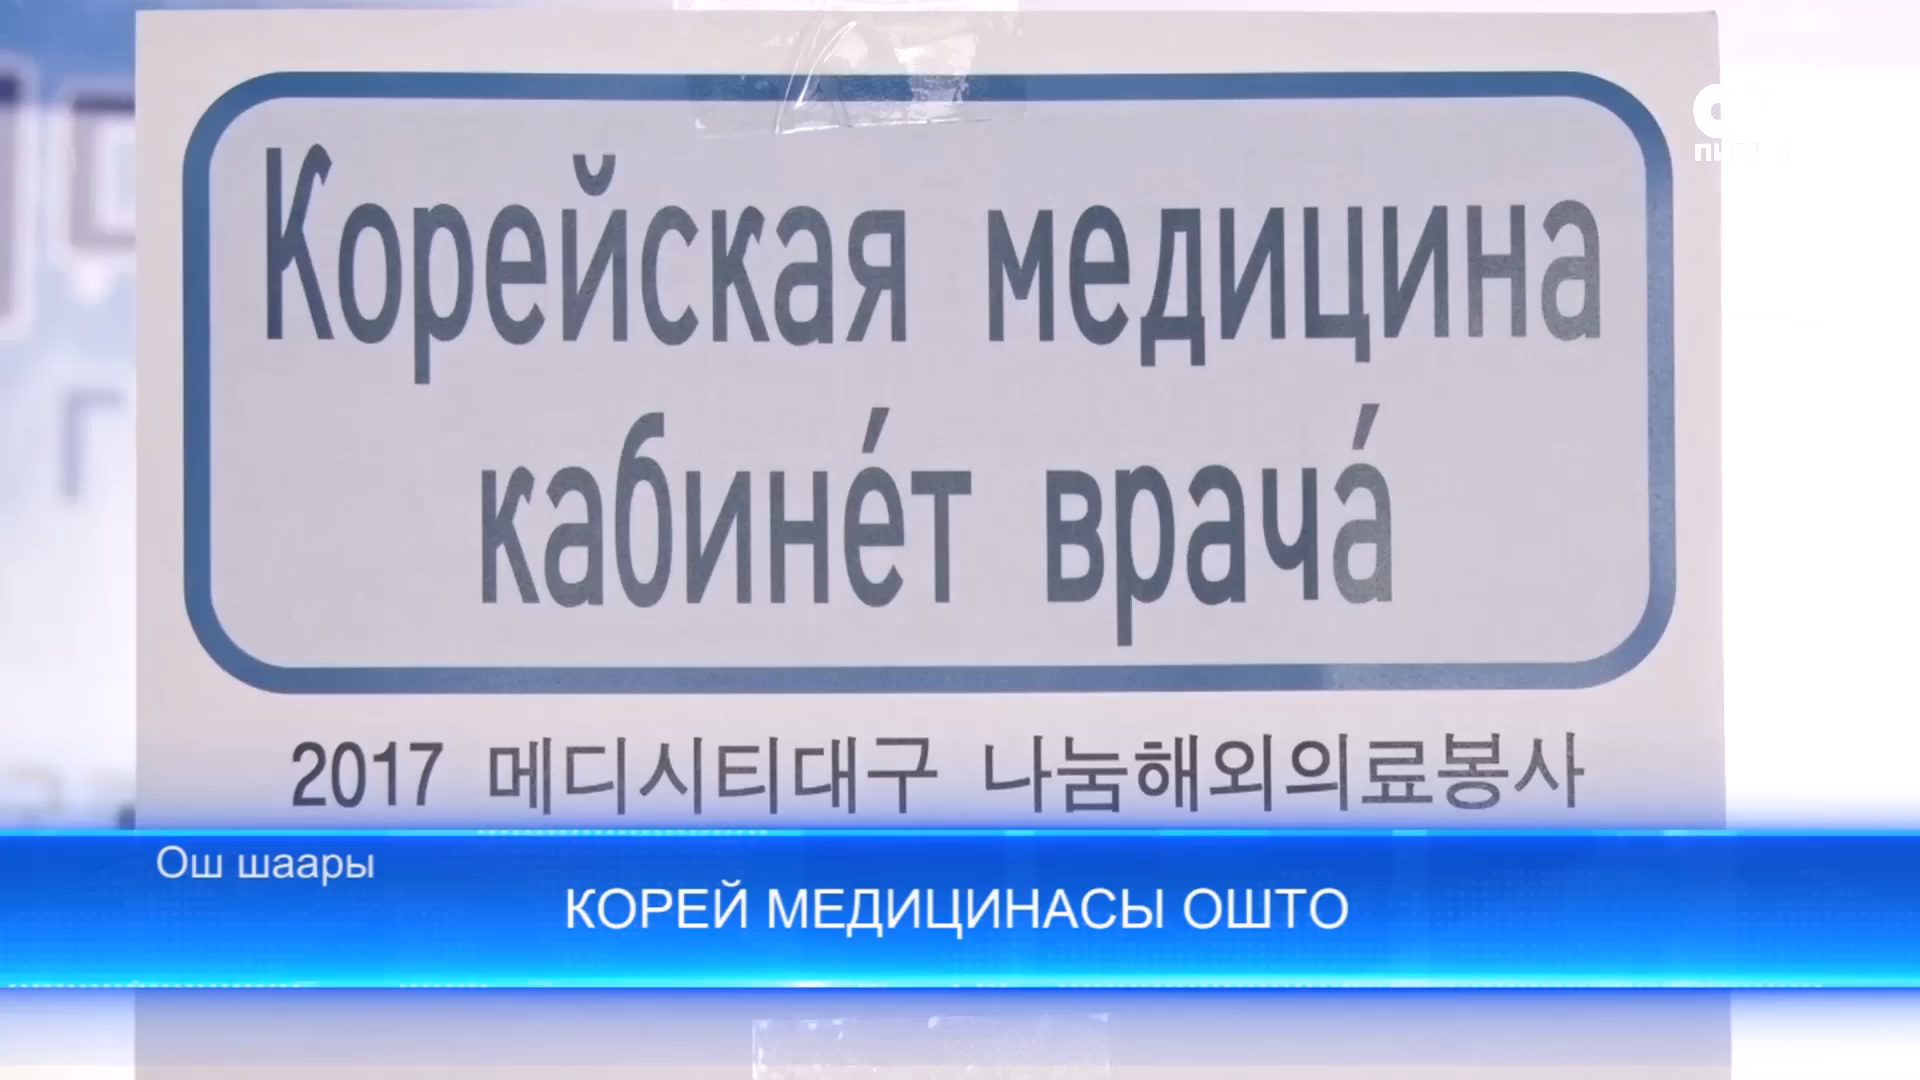 Корейская медицина
кабине́т врача́
2017 메디시티대구 나눔해외의료봉사
Ош шаары
КОРЕЙ МЕДИЦИНАСЫ ОШТО